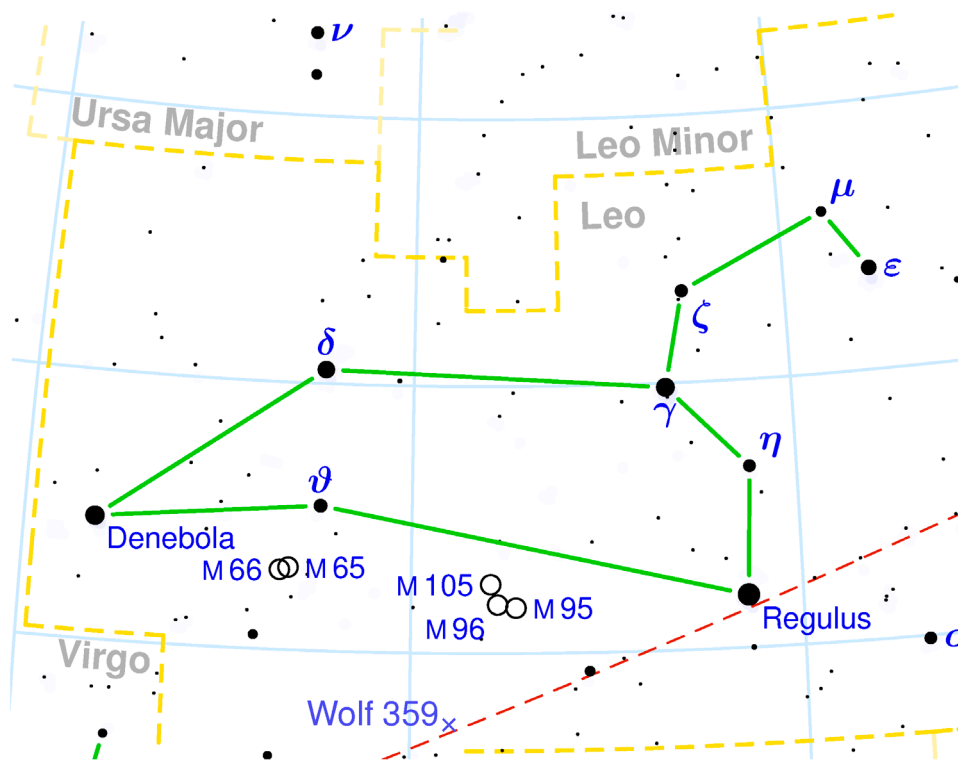 ν
Ursa Major
Leo Minor
μ
Leo
ε
ζ
δ
γ
η
ϑ
Denebola
M 66
M 65
M 105
M 95
M 96
Regulus
Virgo
Wolf 359